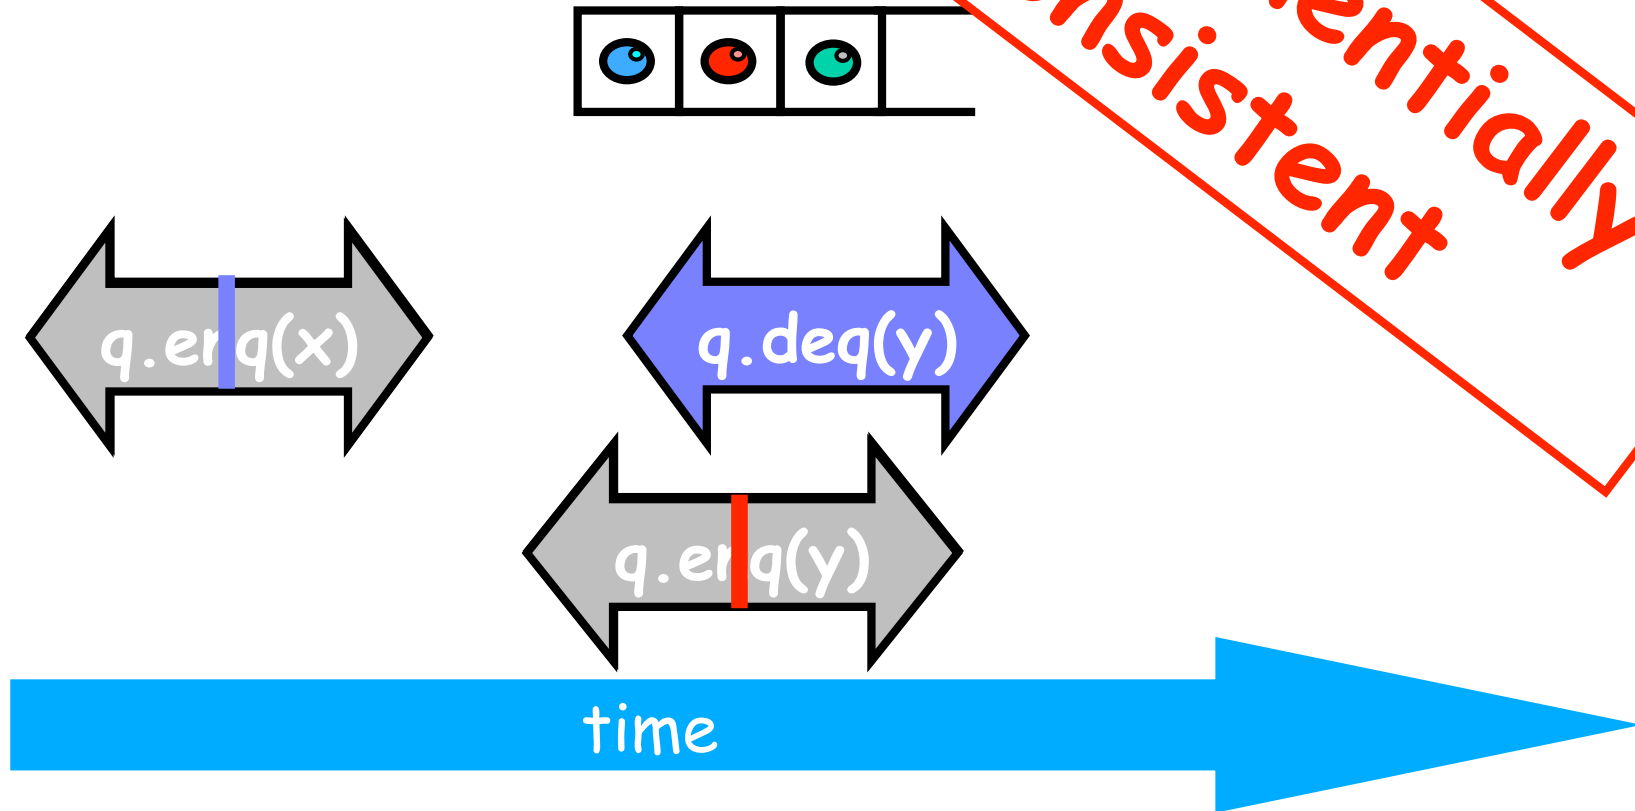 entially
nsistent
q.enq(x)
q.deq(y)
q.enq(y)
time